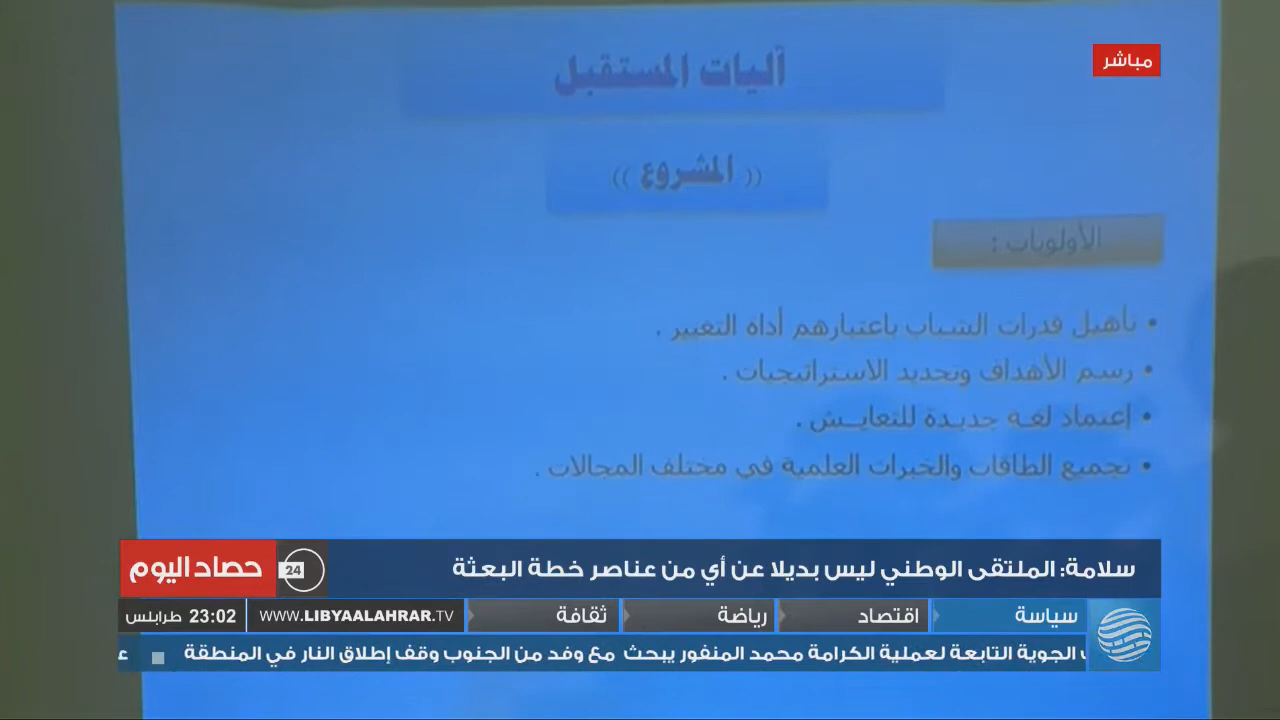 مباشر
آليات المستقبل
(( المشروع ))
الأولويات :
• تأهيل قدرات الشباب باعتبارهم أداة التغيير .
• رسم الأهداف وتحديد الاستراتيجيات .
• إعتماد لغة جديدة للتعايــش .
• تجميع الطاقات والخبرات العلمية في مختلف المجالات .
سلامة: الملتقى الوطني ليس بديلا عن أي من عناصر خطة البعثة
24 حصاد اليوم
سياسة اقتصاد رياضة ثقافة WWW.LIBYAALAHRAR.TV 23:02 طرابلس
الجوية التابعة لعملية الكرامة محمد المنفور يبحث مع وفد من الجنوب وقف إطلاق النار في المنطقة